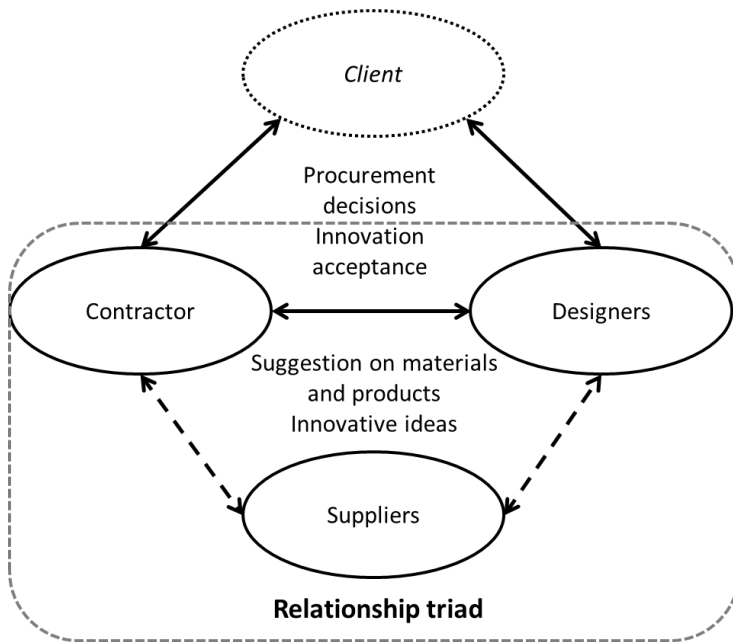 Client
Procurement
decisions
Innovation
acceptance
Contractor
Designers
Suggestion on materials
and products
Innovative ideas
Suppliers
Relationship triad